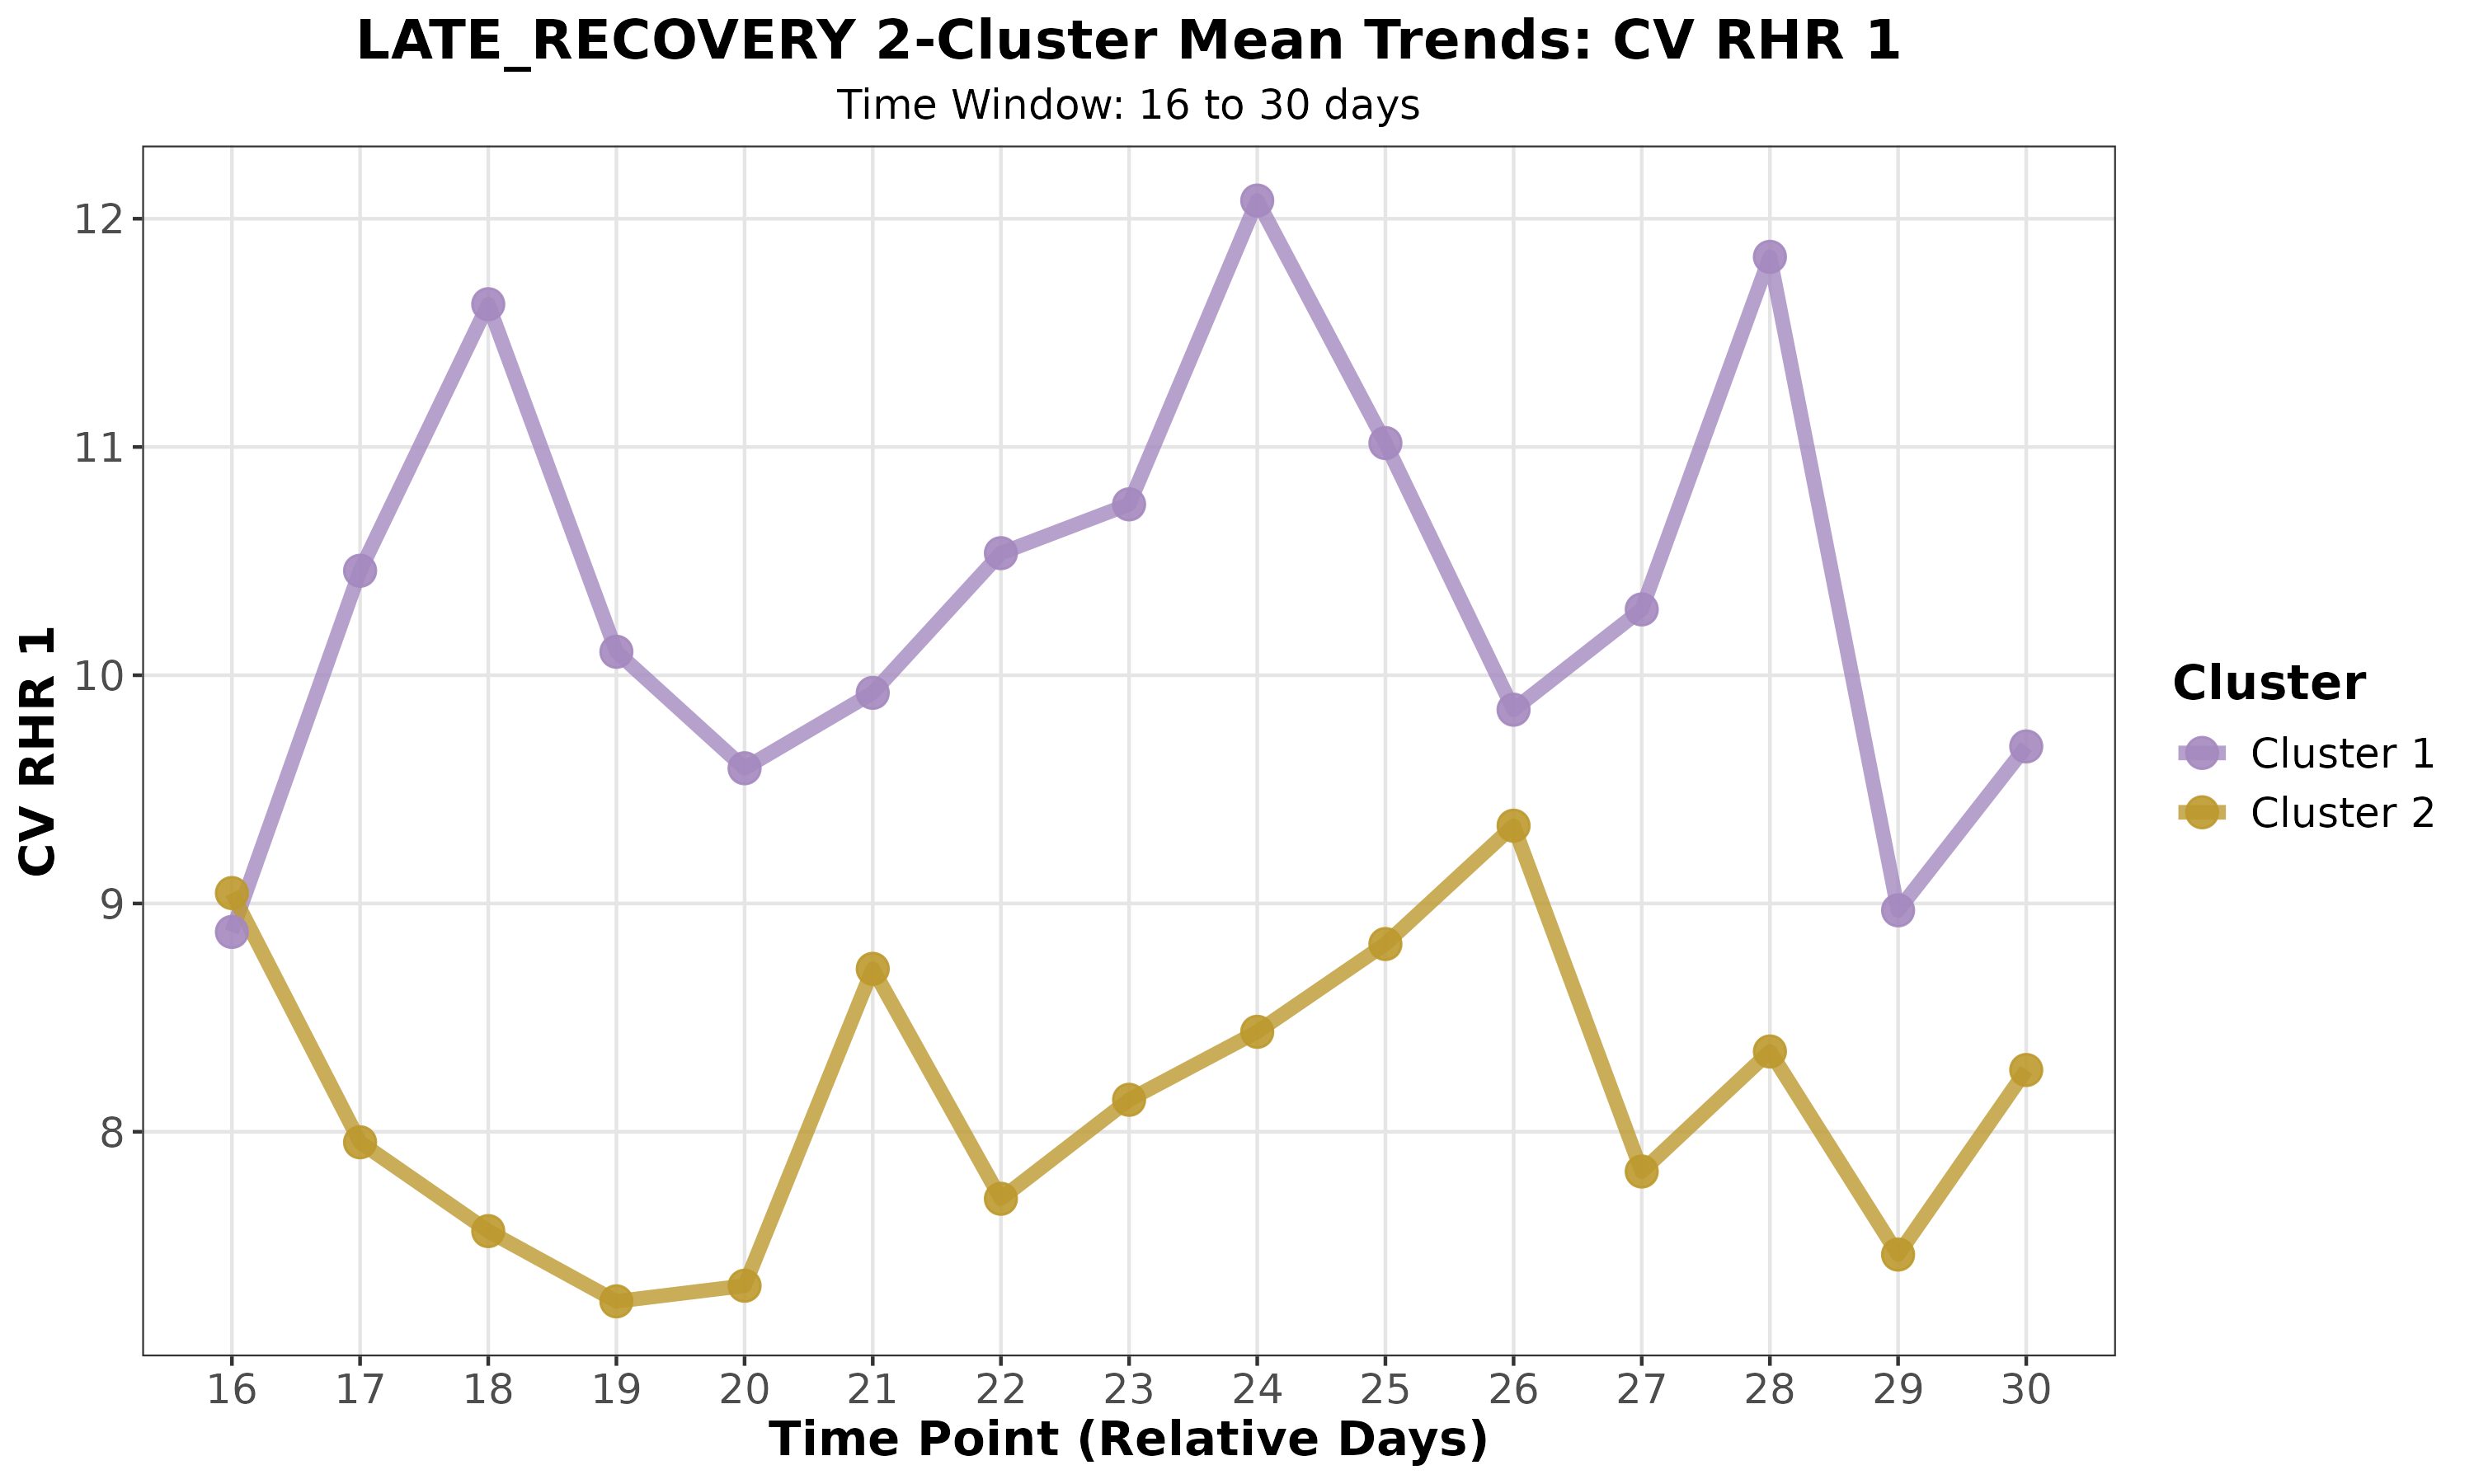 LATE_RECOVERY 2-Cluster Mean Trends: CV RHR 1
Time Window: 16 to 30 days
CV RHR 1
12
11
10
9
8
16 17 18 19 20 21 22 23 24 25 26 27 28 29 30
Time Point (Relative Days)
Cluster
Cluster 1
Cluster 2